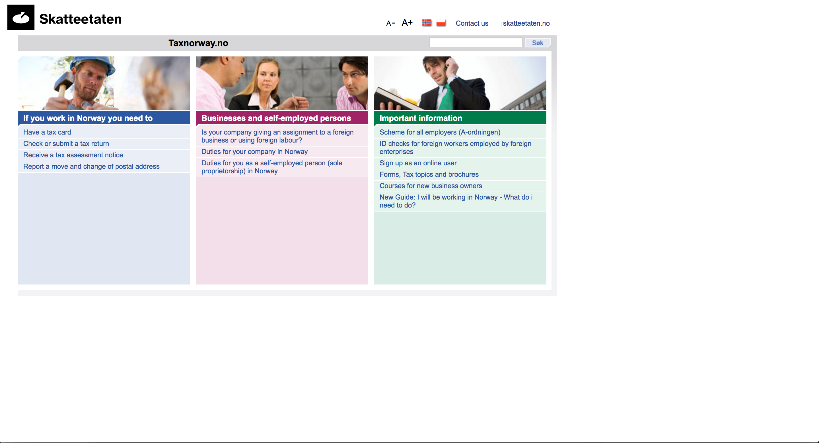 Skatteetaten
A- A+ Contact us skatteetaten.no
Taxnorway.no
Søk
If you work in Norway you need to
Have a tax card
Check or submit a tax return
Receive a tax assessment notice
Report a move and change of postal address
Businesses and self-employed persons
Is your company giving an assignment to a foreign
business or using foreign labour?
Duties for your company in Norway
Duties for you as a self-employed person (sole
proprietorship) in Norway
Important information
Scheme for all employers (A-ordningen)
ID checks for foreign workers employed by foreign
enterprises
Sign up as an online user
Forms, Tax topics and brochures
Courses for new business owners
New Guide: I will be working in Norway - What do i
need to do?